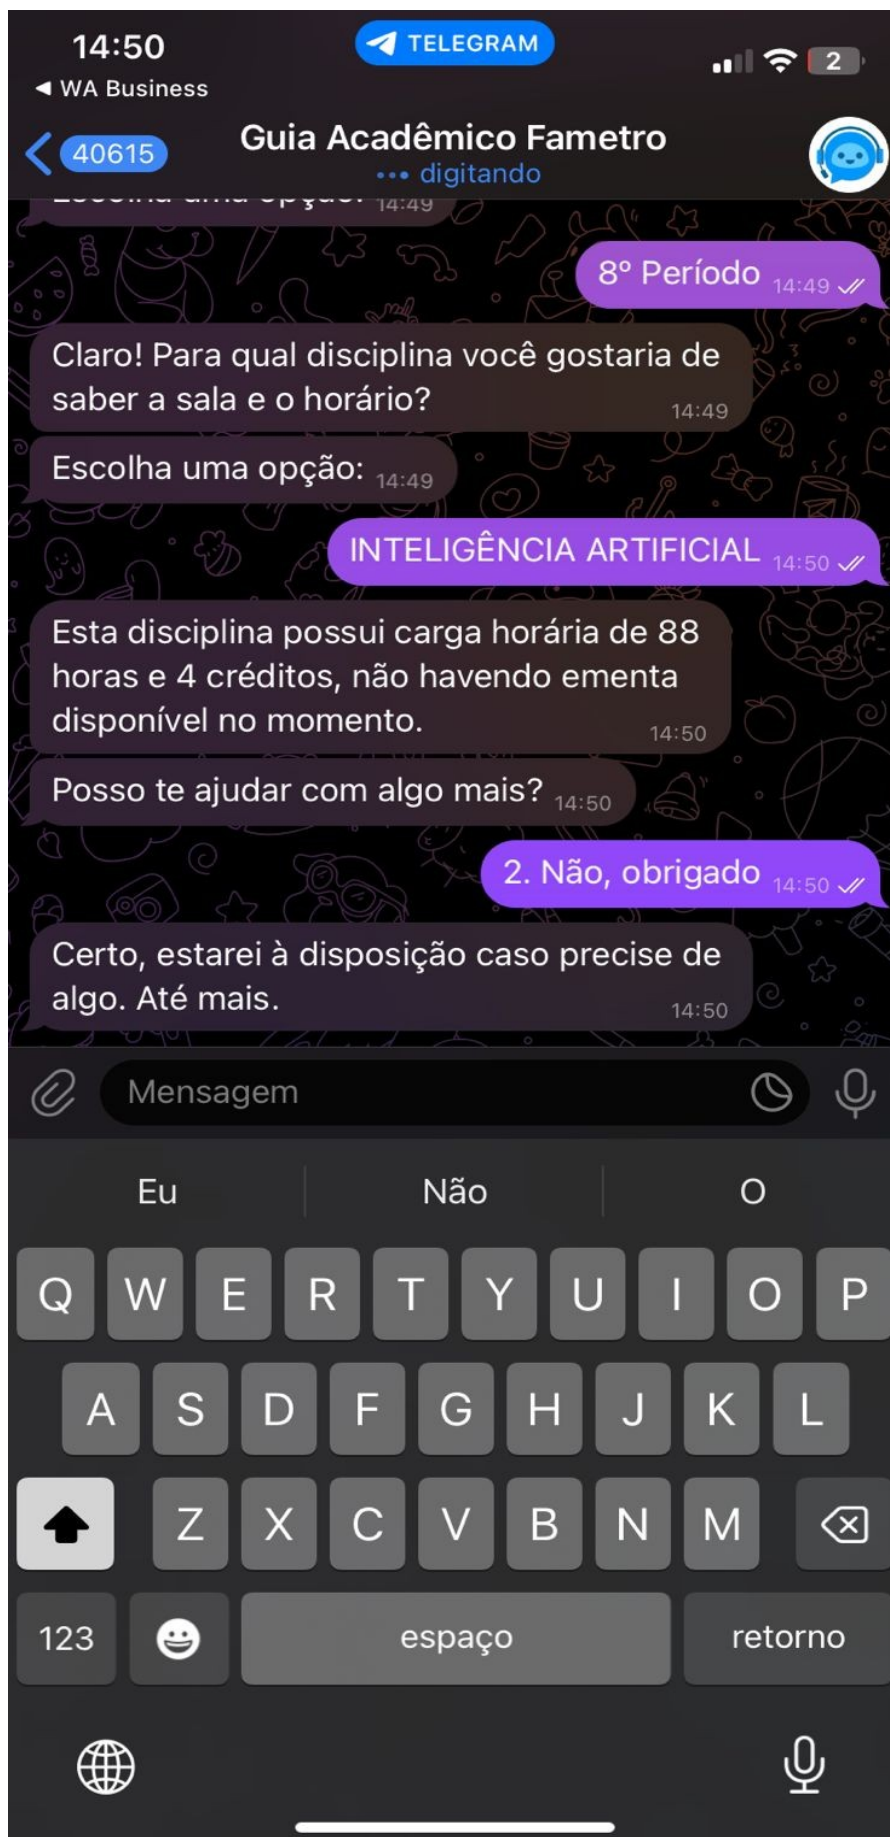 14:50
TELEGRAM
2
◀ WA Business
40615
Guia Acadêmico Fametro
••• digitando
Escolha uma opção: 14:49
8º Período 14:49
Claro! Para qual disciplina você gostaria de
saber a sala e o horário? 14:49
Escolha uma opção: 14:49
INTELIGÊNCIA ARTIFICIAL 14:50
Esta disciplina possui carga horária de 88
horas e 4 créditos, não havendo ementa
disponível no momento. 14:50
Posso te ajudar com algo mais? 14:50
2. Não, obrigado 14:50
Certo, estarei à disposição caso precise de
algo. Até mais. 14:50
Mensagem
Eu Não O
Q W E R T Y U I O P
A S D F G H J K L
Z X C V B N M
123 espaço retorno